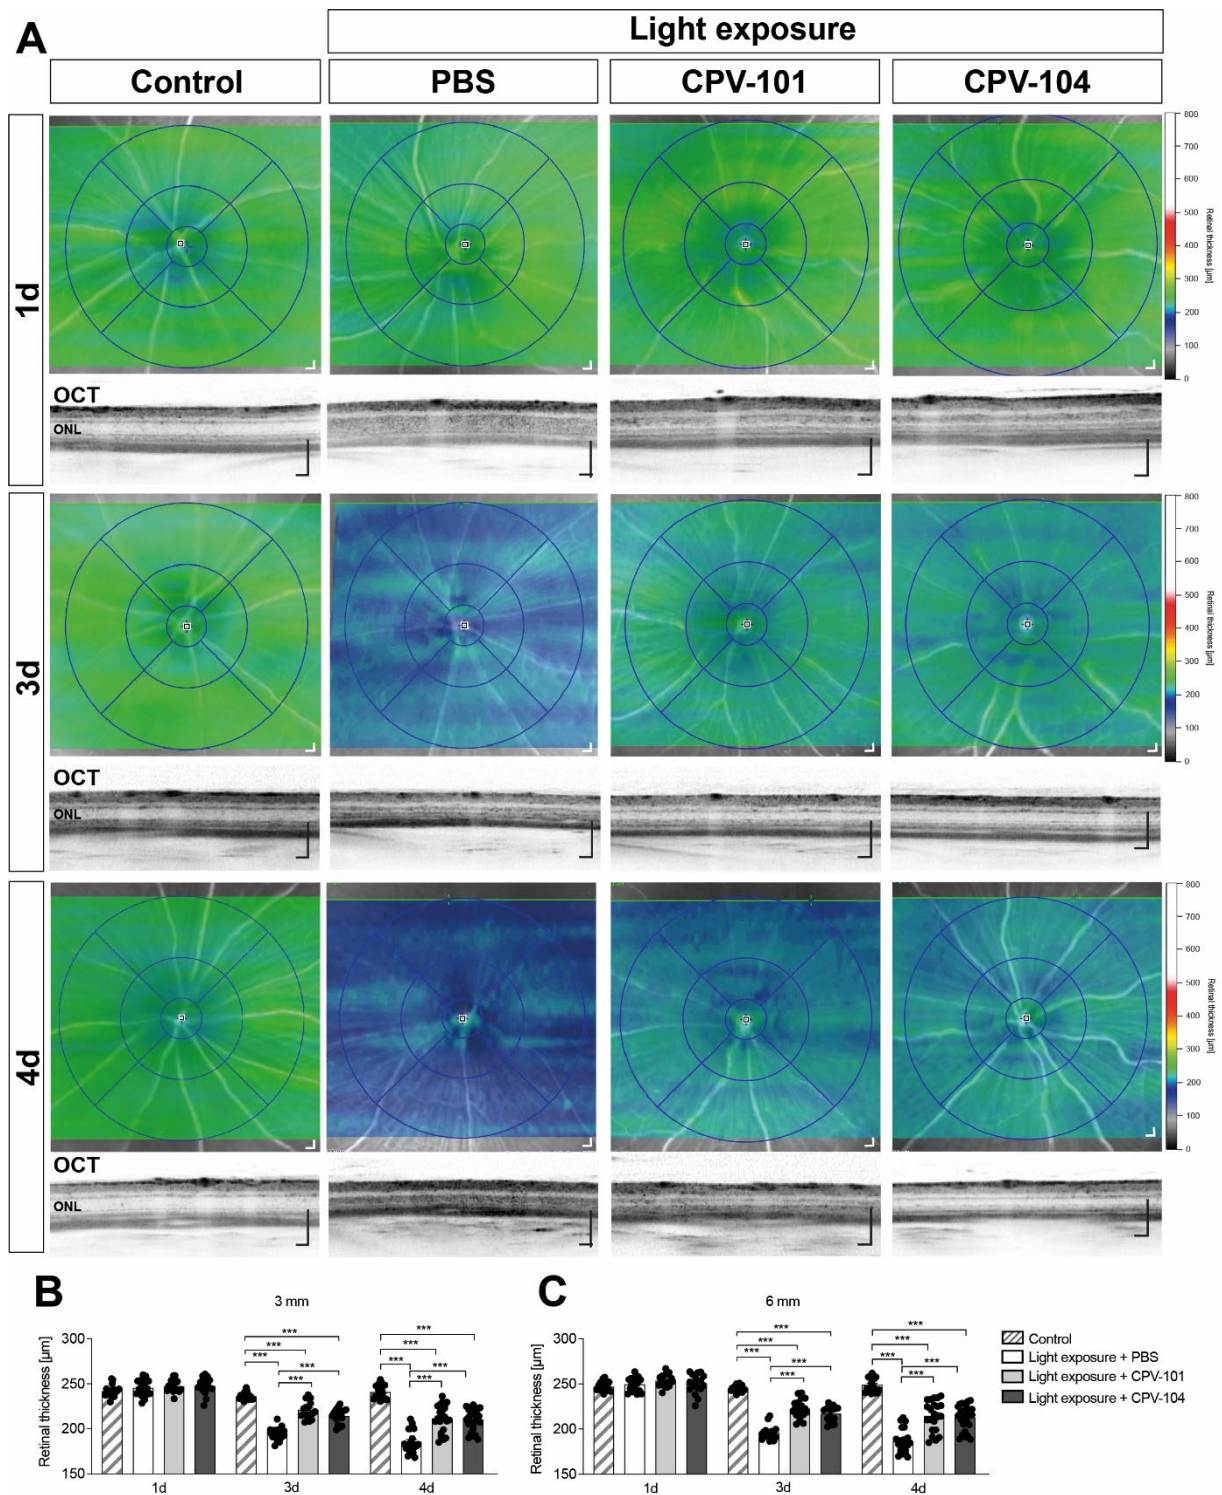 A
Light exposure
Control
PBS
CPV-101
CPV-104
1d
800
700
600
500
400
300
200
100
0
Retinal thickness [µm]
OCT
ONL
3d
800
700
600
500
400
300
200
100
0
Retinal thickness [µm]
OCT
ONL
4d
800
700
600
500
400
300
200
100
0
Retinal thickness [µm]
OCT
ONL
B
3 mm
Retinal thickness [µm]
300
250
200
150
***
***
***
***
***
***
***
***
***
***
1d
3d
4d
C
6 mm
Retinal thickness [µm]
300
250
200
150
***
***
***
***
***
***
***
***
***
***
1d
3d
4d
Control
Light exposure + PBS
Light exposure + CPV-101
Light exposure + CPV-104